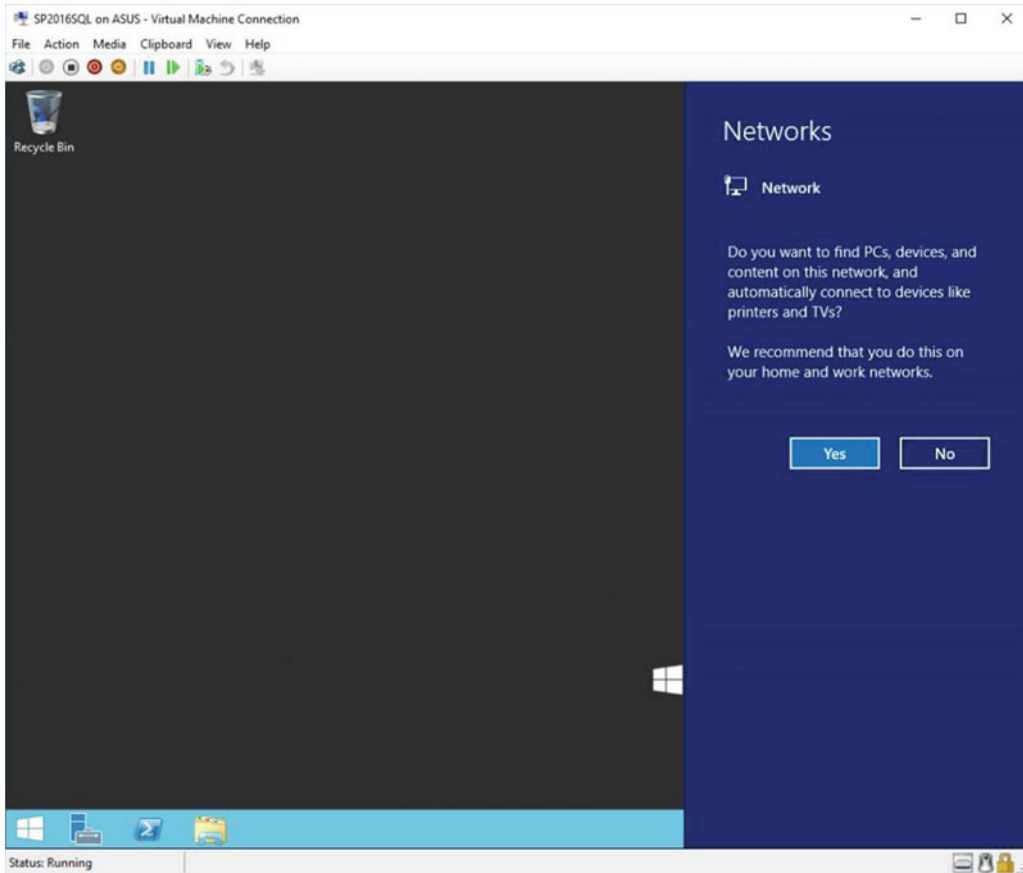 SP2016SQL on ASUS - Virtual Machine Connection
File Action Media Clipboard View Help
Recycle Bin
Networks
Network
Do you want to find PCs, devices, and
content on this network, and
automatically connect to devices like
printers and TVs?
We recommend that you do this on
your home and work networks.
Yes No
Status: Running